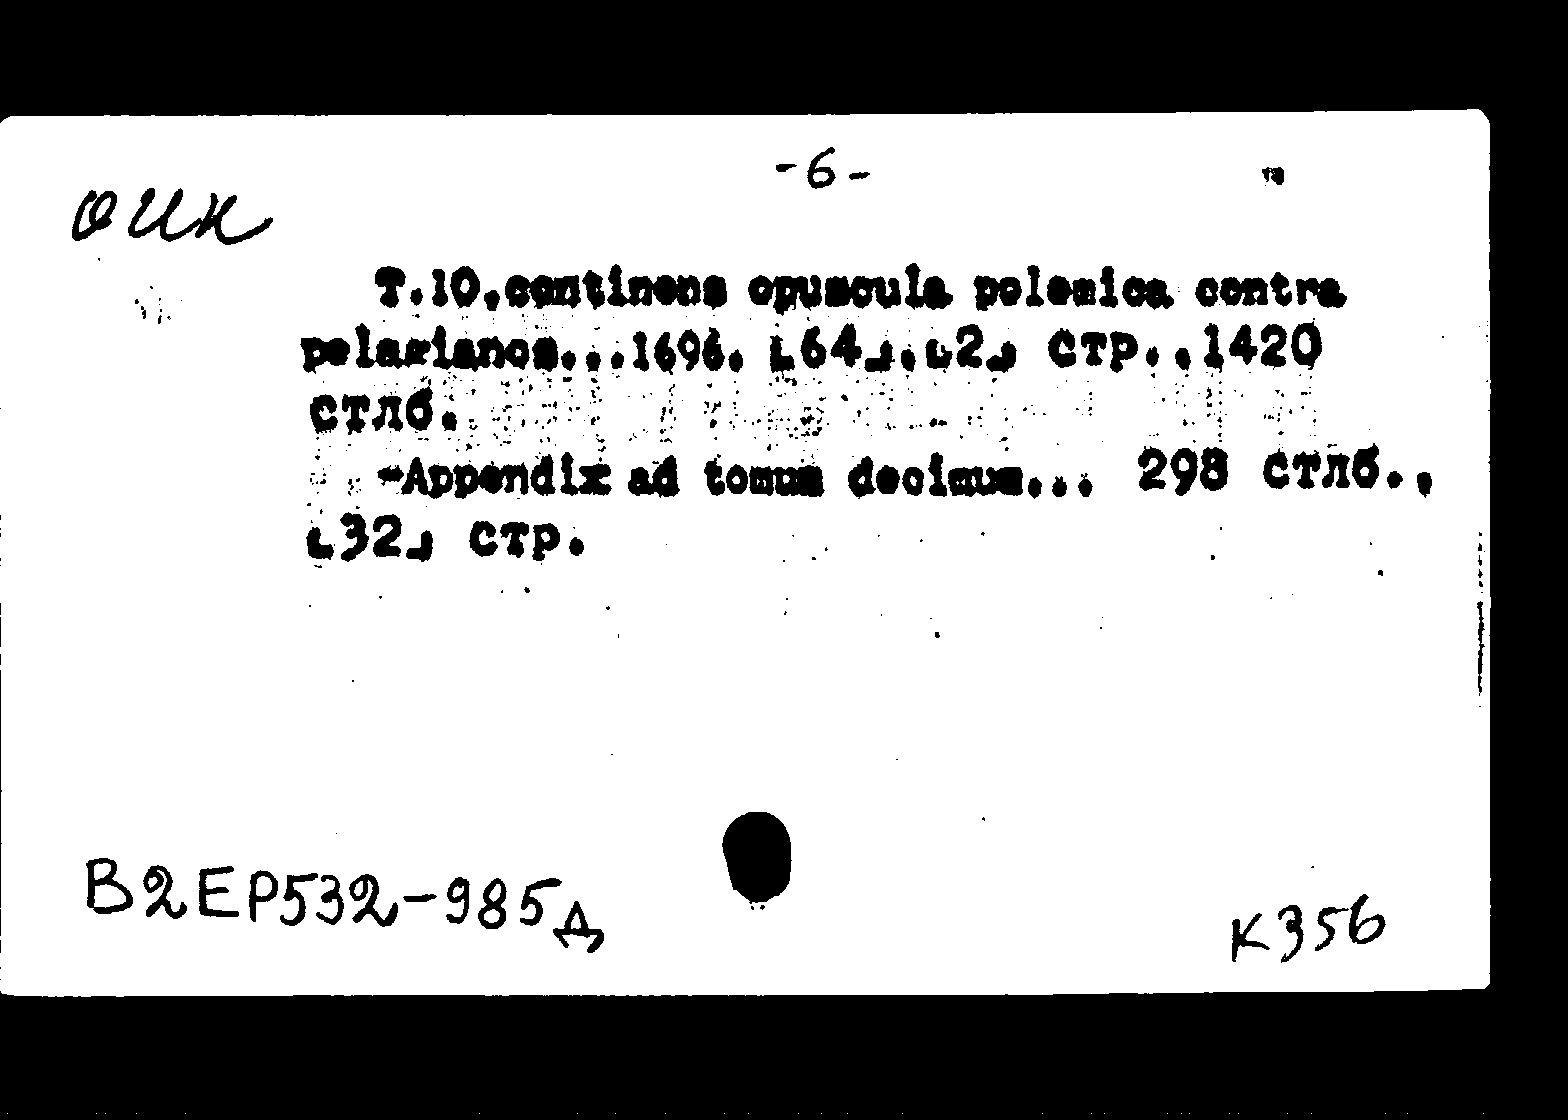 -6-
оик
Т.10.continens opuscula polemica contra
pelagianos...1696. [64],[2] стр.,1420
стлб.
-Appendix ad tomum decimum... 298 стлб.,
[32] стр.
В2ЕР532-985д
К356